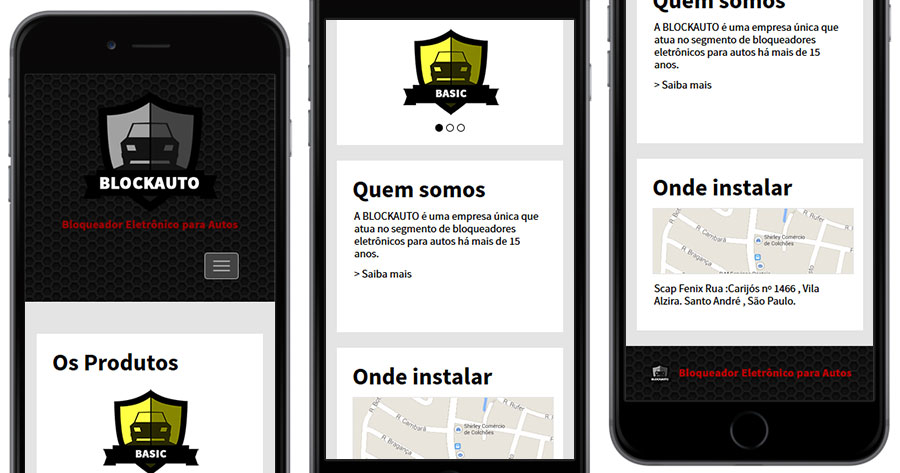 BLOCKAUTO
Bloqueador Eletrônico para Autos
Os Produtos
BASIC
BASIC
Quem somos
A BLOCKAUTO é uma empresa única que
atua no segmento de bloqueadores
eletrônicos para autos há mais de 15
anos.
> Saiba mais
Onde instalar
R. Bo
R. Cambará
R. Bragança
R. Rufer
Shirley Comércio
de Colchões
Quem somos
A BLOCKAUTO é uma empresa única que
atua no segmento de bloqueadores
eletrônicos para autos há mais de 15
anos.
> Saiba mais
Onde instalar
R. Bo
R. Cambará
R. Bragança
R. Rufer
Shirley Comércio
de Colchões
Scap Fenix Rua :Carijós nº 1466 , Vila
Alzira. Santo André , São Paulo.
BLOCKAUTO
Bloqueador Eletrônico para Autos